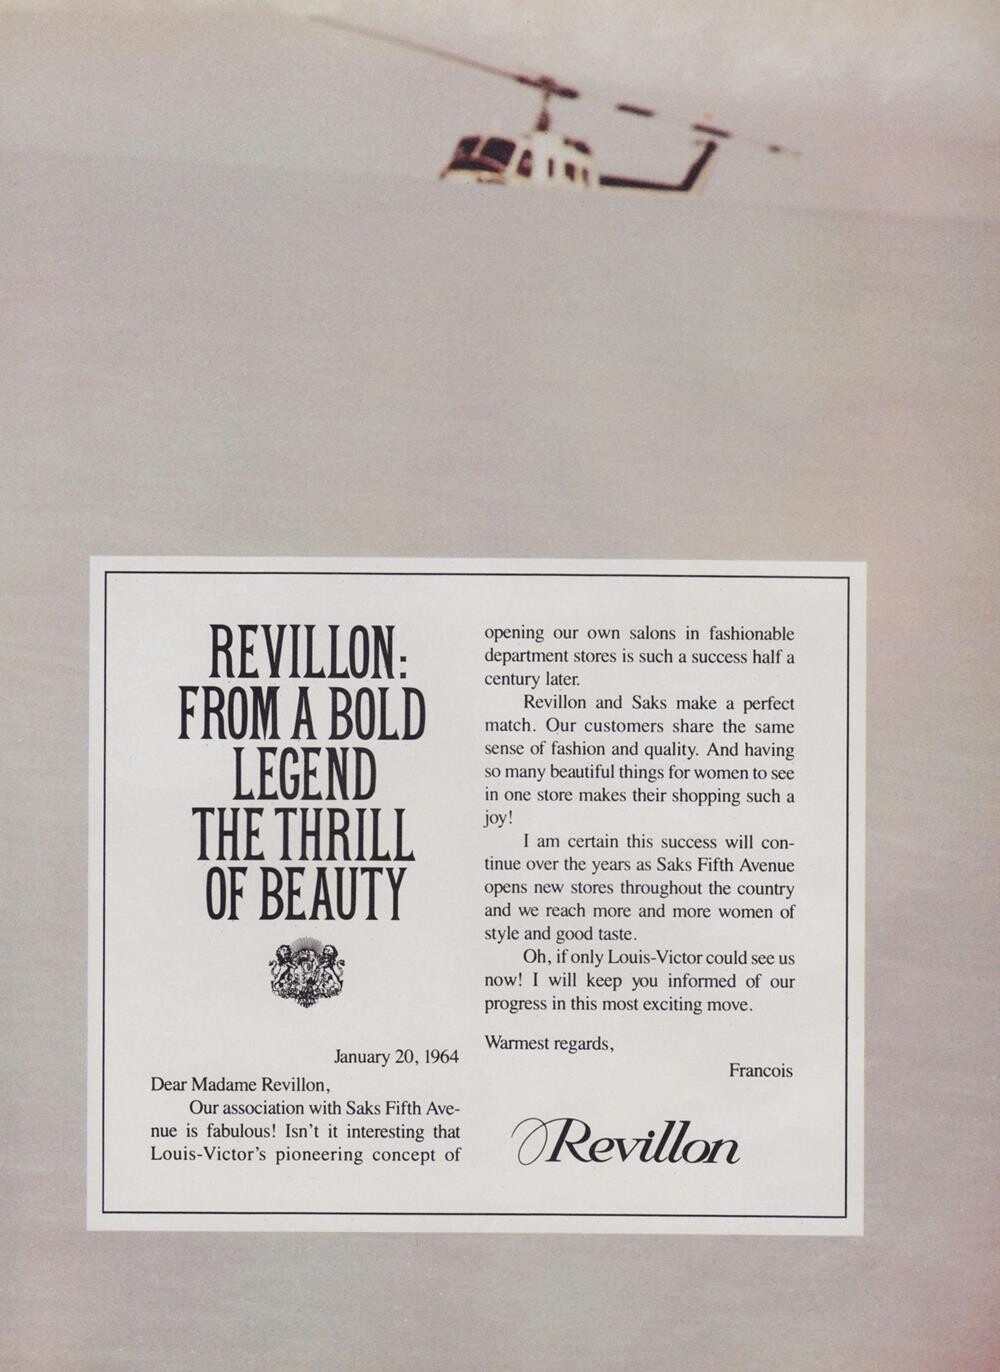 REVILLON:
FROM A BOLD
LEGEND
THE THRILL
OF BEAUTY
January 20, 1964
Dear Madame Revillon,
Our association with Saks Fifth Ave-
nue is fabulous! Isn't it interesting that
Louis-Victor's pioneering concept of
opening our own salons in fashionable
department stores is such a success half a
century later.
Revillon and Saks make a perfect
match. Our customers share the same
sense of fashion and quality. And having
so many beautiful things for women to see
in one store makes their shopping such a
joy!
I am certain this success will con-
tinue over the years as Saks Fifth Avenue
opens new stores throughout the country
and we reach more and more women of
style and good taste.
Oh, if only Louis-Victor could see us
now! I will keep you informed of our
progress in this most exciting move.
Warmest regards,
Francois
Revillon